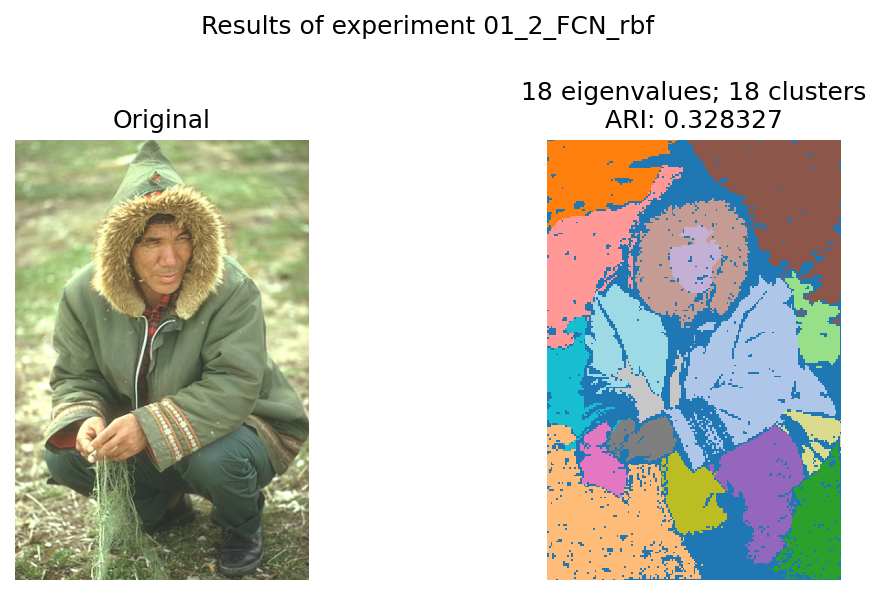 Results of experiment 01_2_FCN_rbf
Original
18 eigenvalues; 18 clusters
ARI: 0.328327